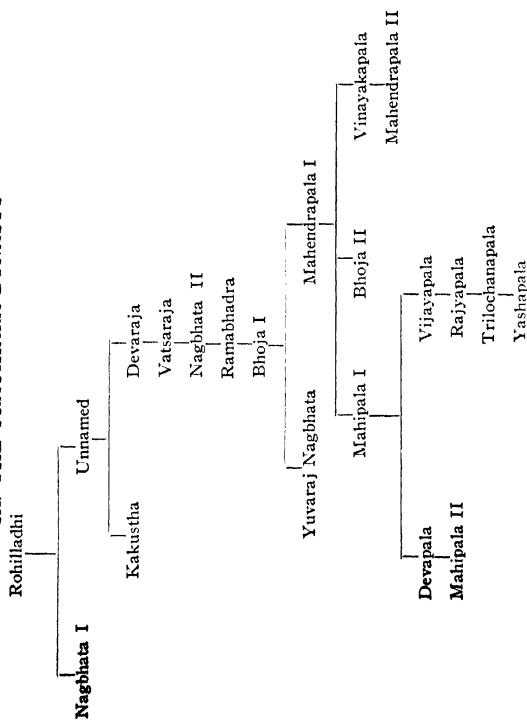 Rohilladhi
Nagbhata I
Unnamed
Kakustha
Devaraja
Vatsaraja
Nagbhata II
Ramabhadra
Bhoja I
Yuvaraj Nagbhata
Mahendrapala I
Mahipala I
Bhoja II
Vinayakapala
Mahendrapala II
Devapala
Mahipala II
Vijayapala
Rajyapala
Trilochanapala
Yashapala